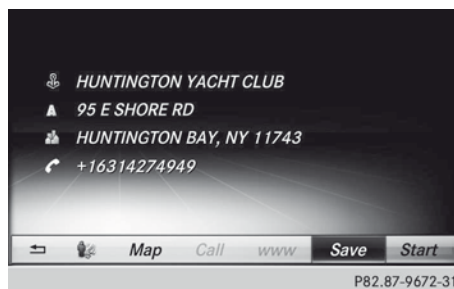 HUNTINGTON YACHT CLUB
A 95 E SHORE RD
HUNTINGTON BAY, NY 11743
+16314274949
Map Call www Save Start
P82.87-9672-31